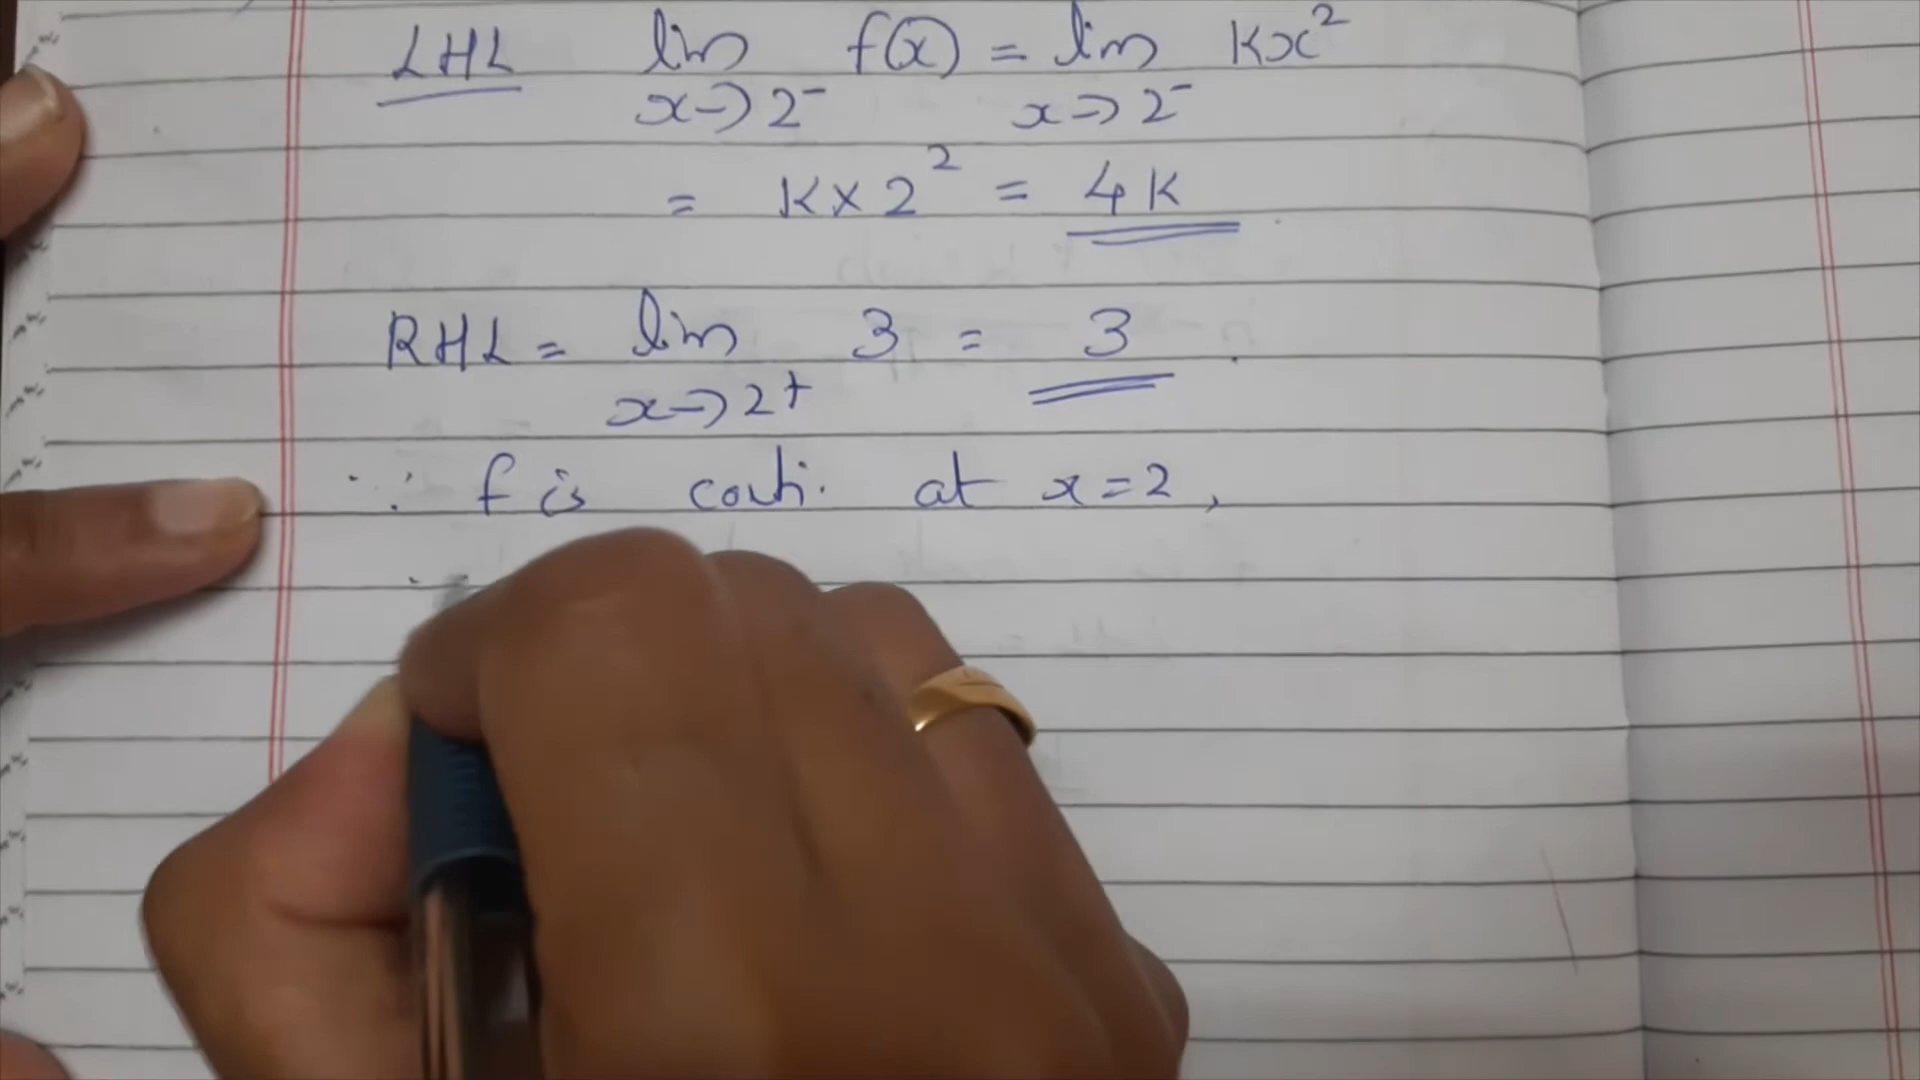 LHL lim f(x) = lim Kx²
x→2⁻ x→2⁻
= K×2² = 4K
RHL = lim 3 = 3
x→2+
∵ f is conti. at x=2,